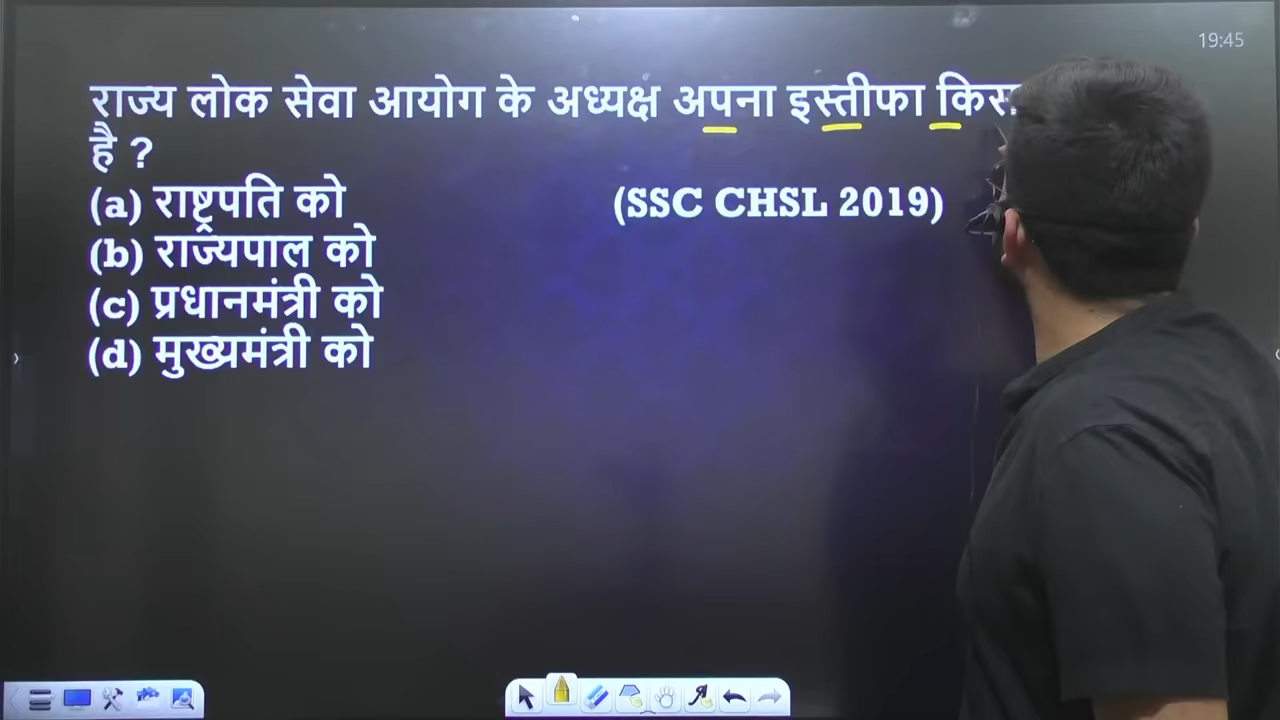 19:45
राज्य लोक सेवा आयोग के अध्यक्ष अपना इस्तीफा
है ?
(a) राष्ट्रपति को
(SSC CHSL 2019)
(b) राज्यपाल को
(c) प्रधानमंत्री को
(d) मुख्यमंत्री को